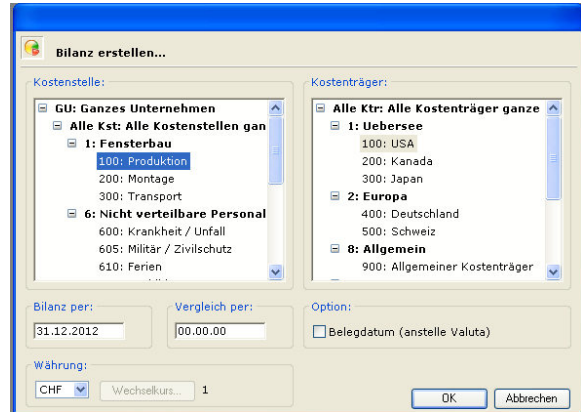 Bilanz erstellen...
Kostenstelle:
GU: Ganzes Unternehmen
Alle Kst: Alle Kostenstellen gan
1: Fensterbau
100: Produktion
200: Montage
300: Transport
6: Nicht verteilbare Personal
600: Krankheit / Unfall
605: Militär / Zivilschutz
610: Ferien
Kostenträger:
Alle Ktr: Alle Kostenträger ganze
1: Uebersee
100: USA
200: Kanada
300: Japan
2: Europa
400: Deutschland
500: Schweiz
8: Allgemein
900: Allgemeiner Kostenträger
Bilanz per:
31.12.2012
Vergleich per:
00.00.00
Option:
Belegdatum (anstelle Valuta)
Währung:
CHF Wechselkurs... 1
OK Abbrechen